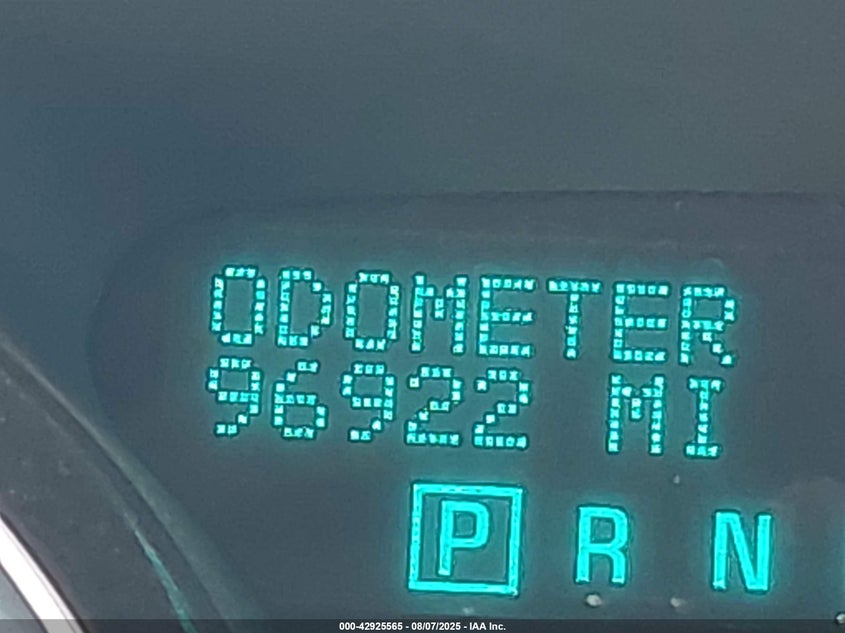 ODOMETER
96922 MI
P R N
000-42925565 - 08/07/2025 - IAA Inc.